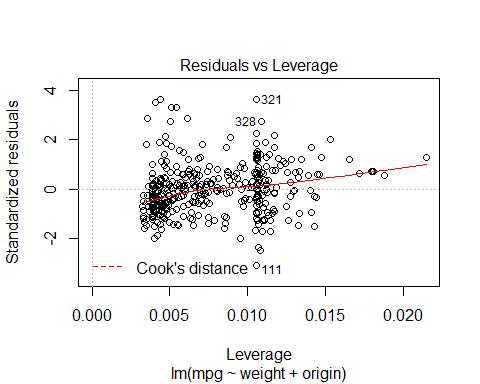 Residuals vs Leverage
Standardized residuals
4
2
0
-2
321
328
111
Cook's distance
0.000 0.005 0.010 0.015 0.020
Leverage
lm(mpg ~ weight + origin)